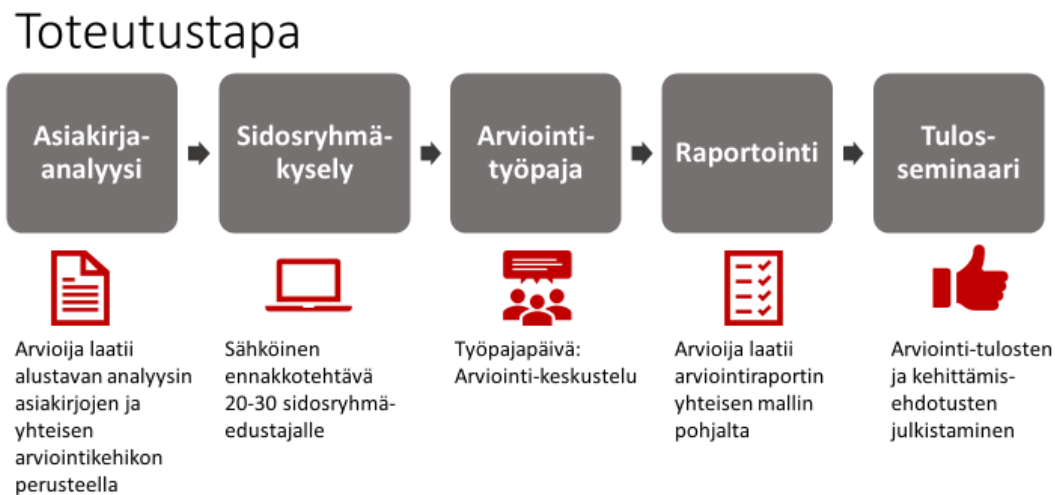 Toteutustapa
Asiakirja-
analyysi
Sidosryhmä-
kysely
Arviointi-
työpaja
Raportointi
Tulos-
seminaari
Arvioija laatii
alustavan analyysin
asiakirjojen ja
yhteisen
arviointikehikon
perusteella
Sähköinen
ennakkotehtävä
20-30 sidosryhmä-
edustajalle
Työpajapäivä:
Arviointi-keskustelu
Arvioija laatii
arviointiraportin
yhteisen mallin
pohjalta
Arviointi-tulosten
ja kehittämis-
ehdotusten
julkistaminen